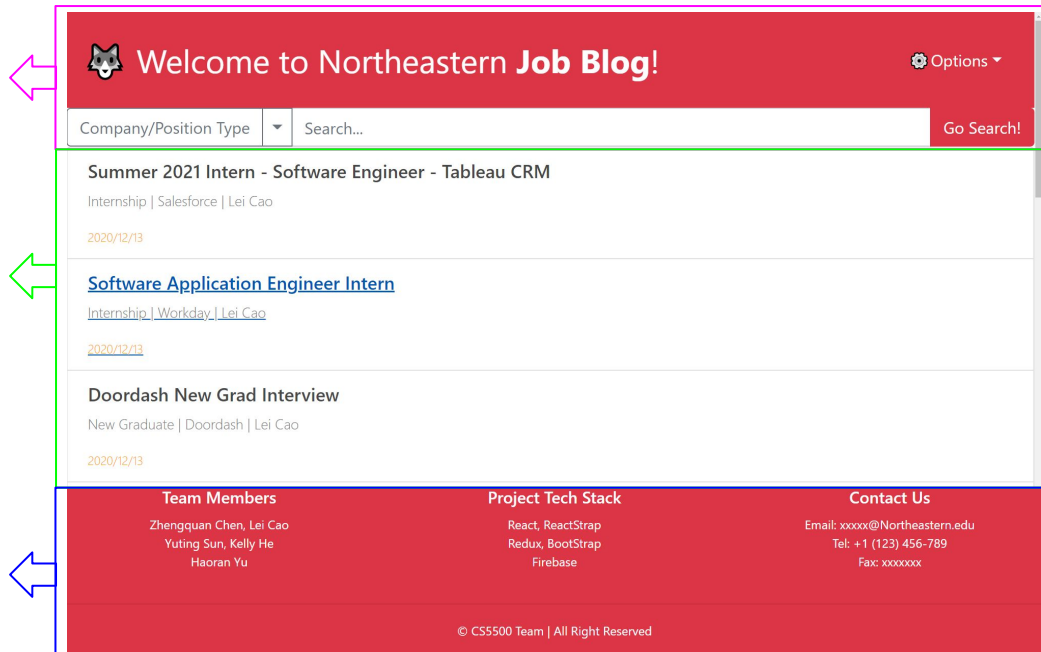 Welcome to Northeastern Job Blog!
Options
Company/Position Type Search... Go Search!
Summer 2021 Intern - Software Engineer - Tableau CRM
Internship | Salesforce | Lei Cao
2020/12/13
Software Application Engineer Intern
Internship | Workday | Lei Cao
2020/12/13
Doordash New Grad Interview
New Graduate | Doordash | Lei Cao
2020/12/13
Team Members
Zhengquan Chen, Lei Cao
Yuting Sun, Kelly He
Haoran Yu
Project Tech Stack
React, ReactStrap
Redux, BootStrap
Firebase
Contact Us
Email: xxxxx@Northeastern.edu
Tel: +1 (123) 456-789
Fax: xxxxxxx
© CS5500 Team | All Right Reserved